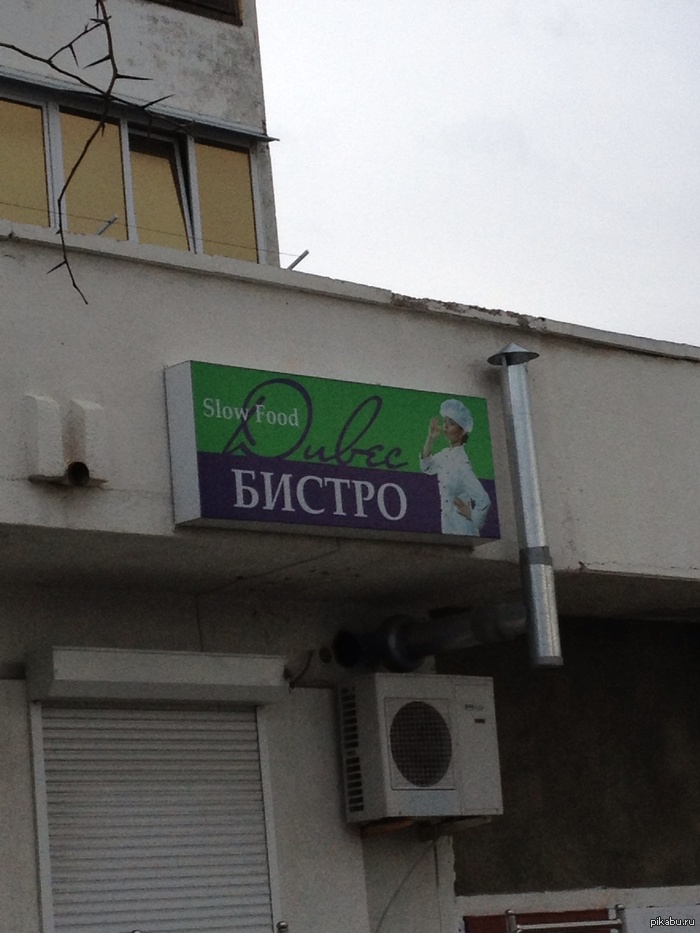 Slow Food
Дивес
БИСТРО
pikabu.ru